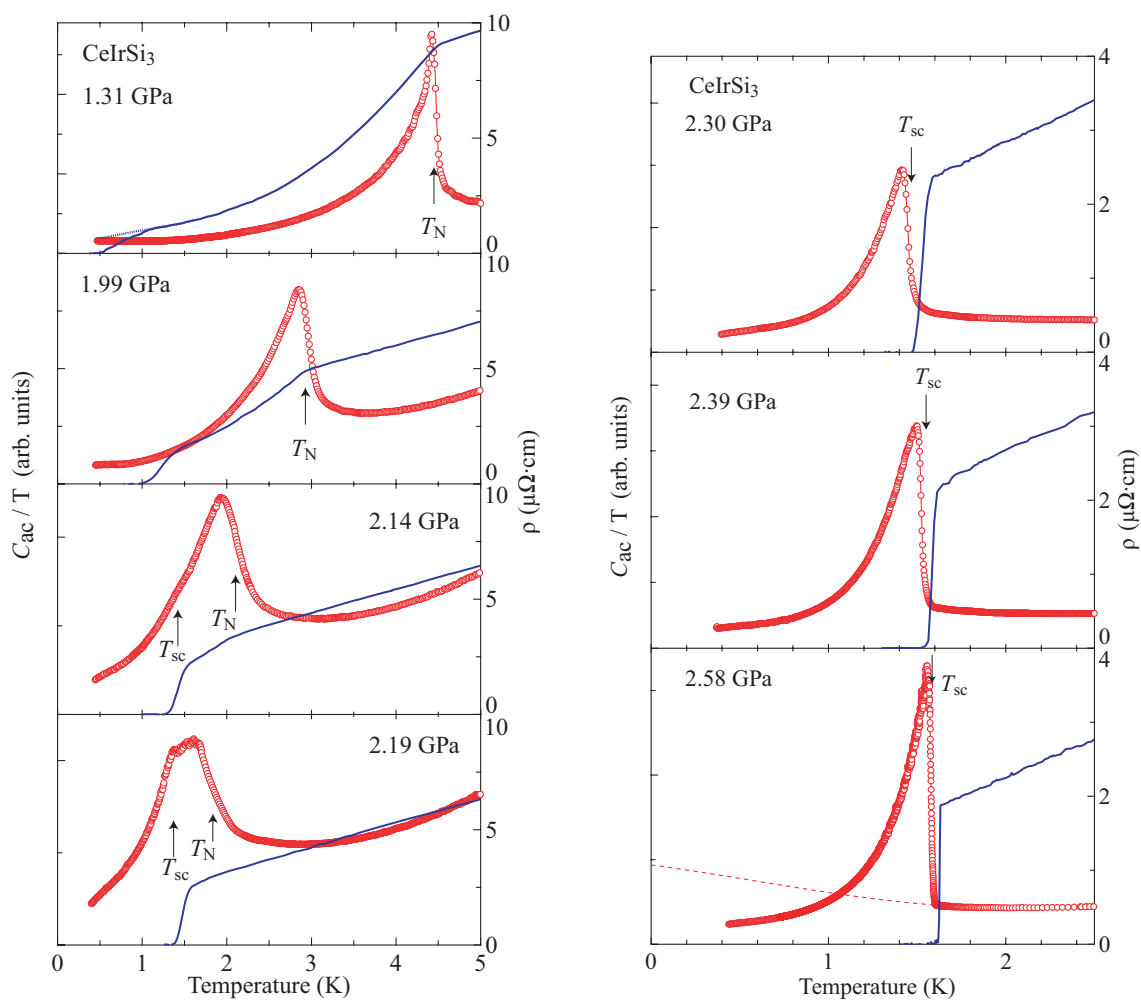 CeIrSi3
1.31 GPa
TN
10
5
0
1.99 GPa
TN
10
5
0
2.14 GPa
Tsc
TN
10
5
0
2.19 GPa
Tsc
TN
10
5
0
0 1 2 3 4 5
Temperature (K)
Cac / T (arb. units)
ρ (μΩ·cm)
CeIrSi3
2.30 GPa
Tsc
4
2
0
2.39 GPa
Tsc
4
2
0
2.58 GPa
Tsc
4
2
0
0 1 2
Temperature (K)
Cac / T (arb. units)
ρ (μΩ·cm)